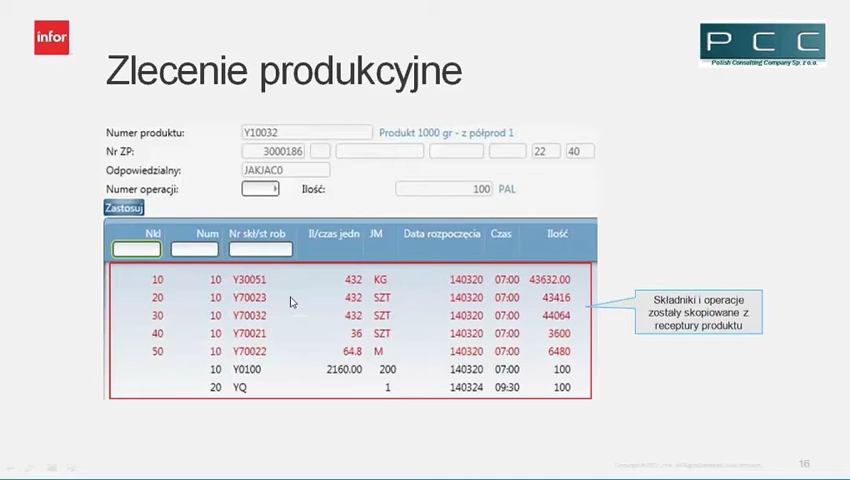 infor
PCC
Polish Consulting Company Sp. z o.o.
Zlecenie produkcyjne
Numer produktu: Y10032 Produkt 1000 gr - z półprod 1
Nr ZP: 3000186 22 40
Odpowiedzialny: JAKJAC0
Numer operacji: Ilość: 100 PAL
Zastosuj
Nkl Num Nr skł/st rob Il/czas jedn JM Data rozpoczęcia Czas Ilość
10 10 Y30051 432 KG 140320 07:00 43632.00
20 10 Y70023 432 SZT 140320 07:00 43416
30 10 Y70032 432 SZT 140320 07:00 44064
40 10 Y70021 36 SZT 140320 07:00 3600
50 10 Y70022 64.8 M 140320 07:00 6480
10 Y0100 2160.00 200 140320 07:00 100
20 YQ 1 140324 09:30 100
Składniki i operacje
zostały skopiowane z
receptury produktu
16